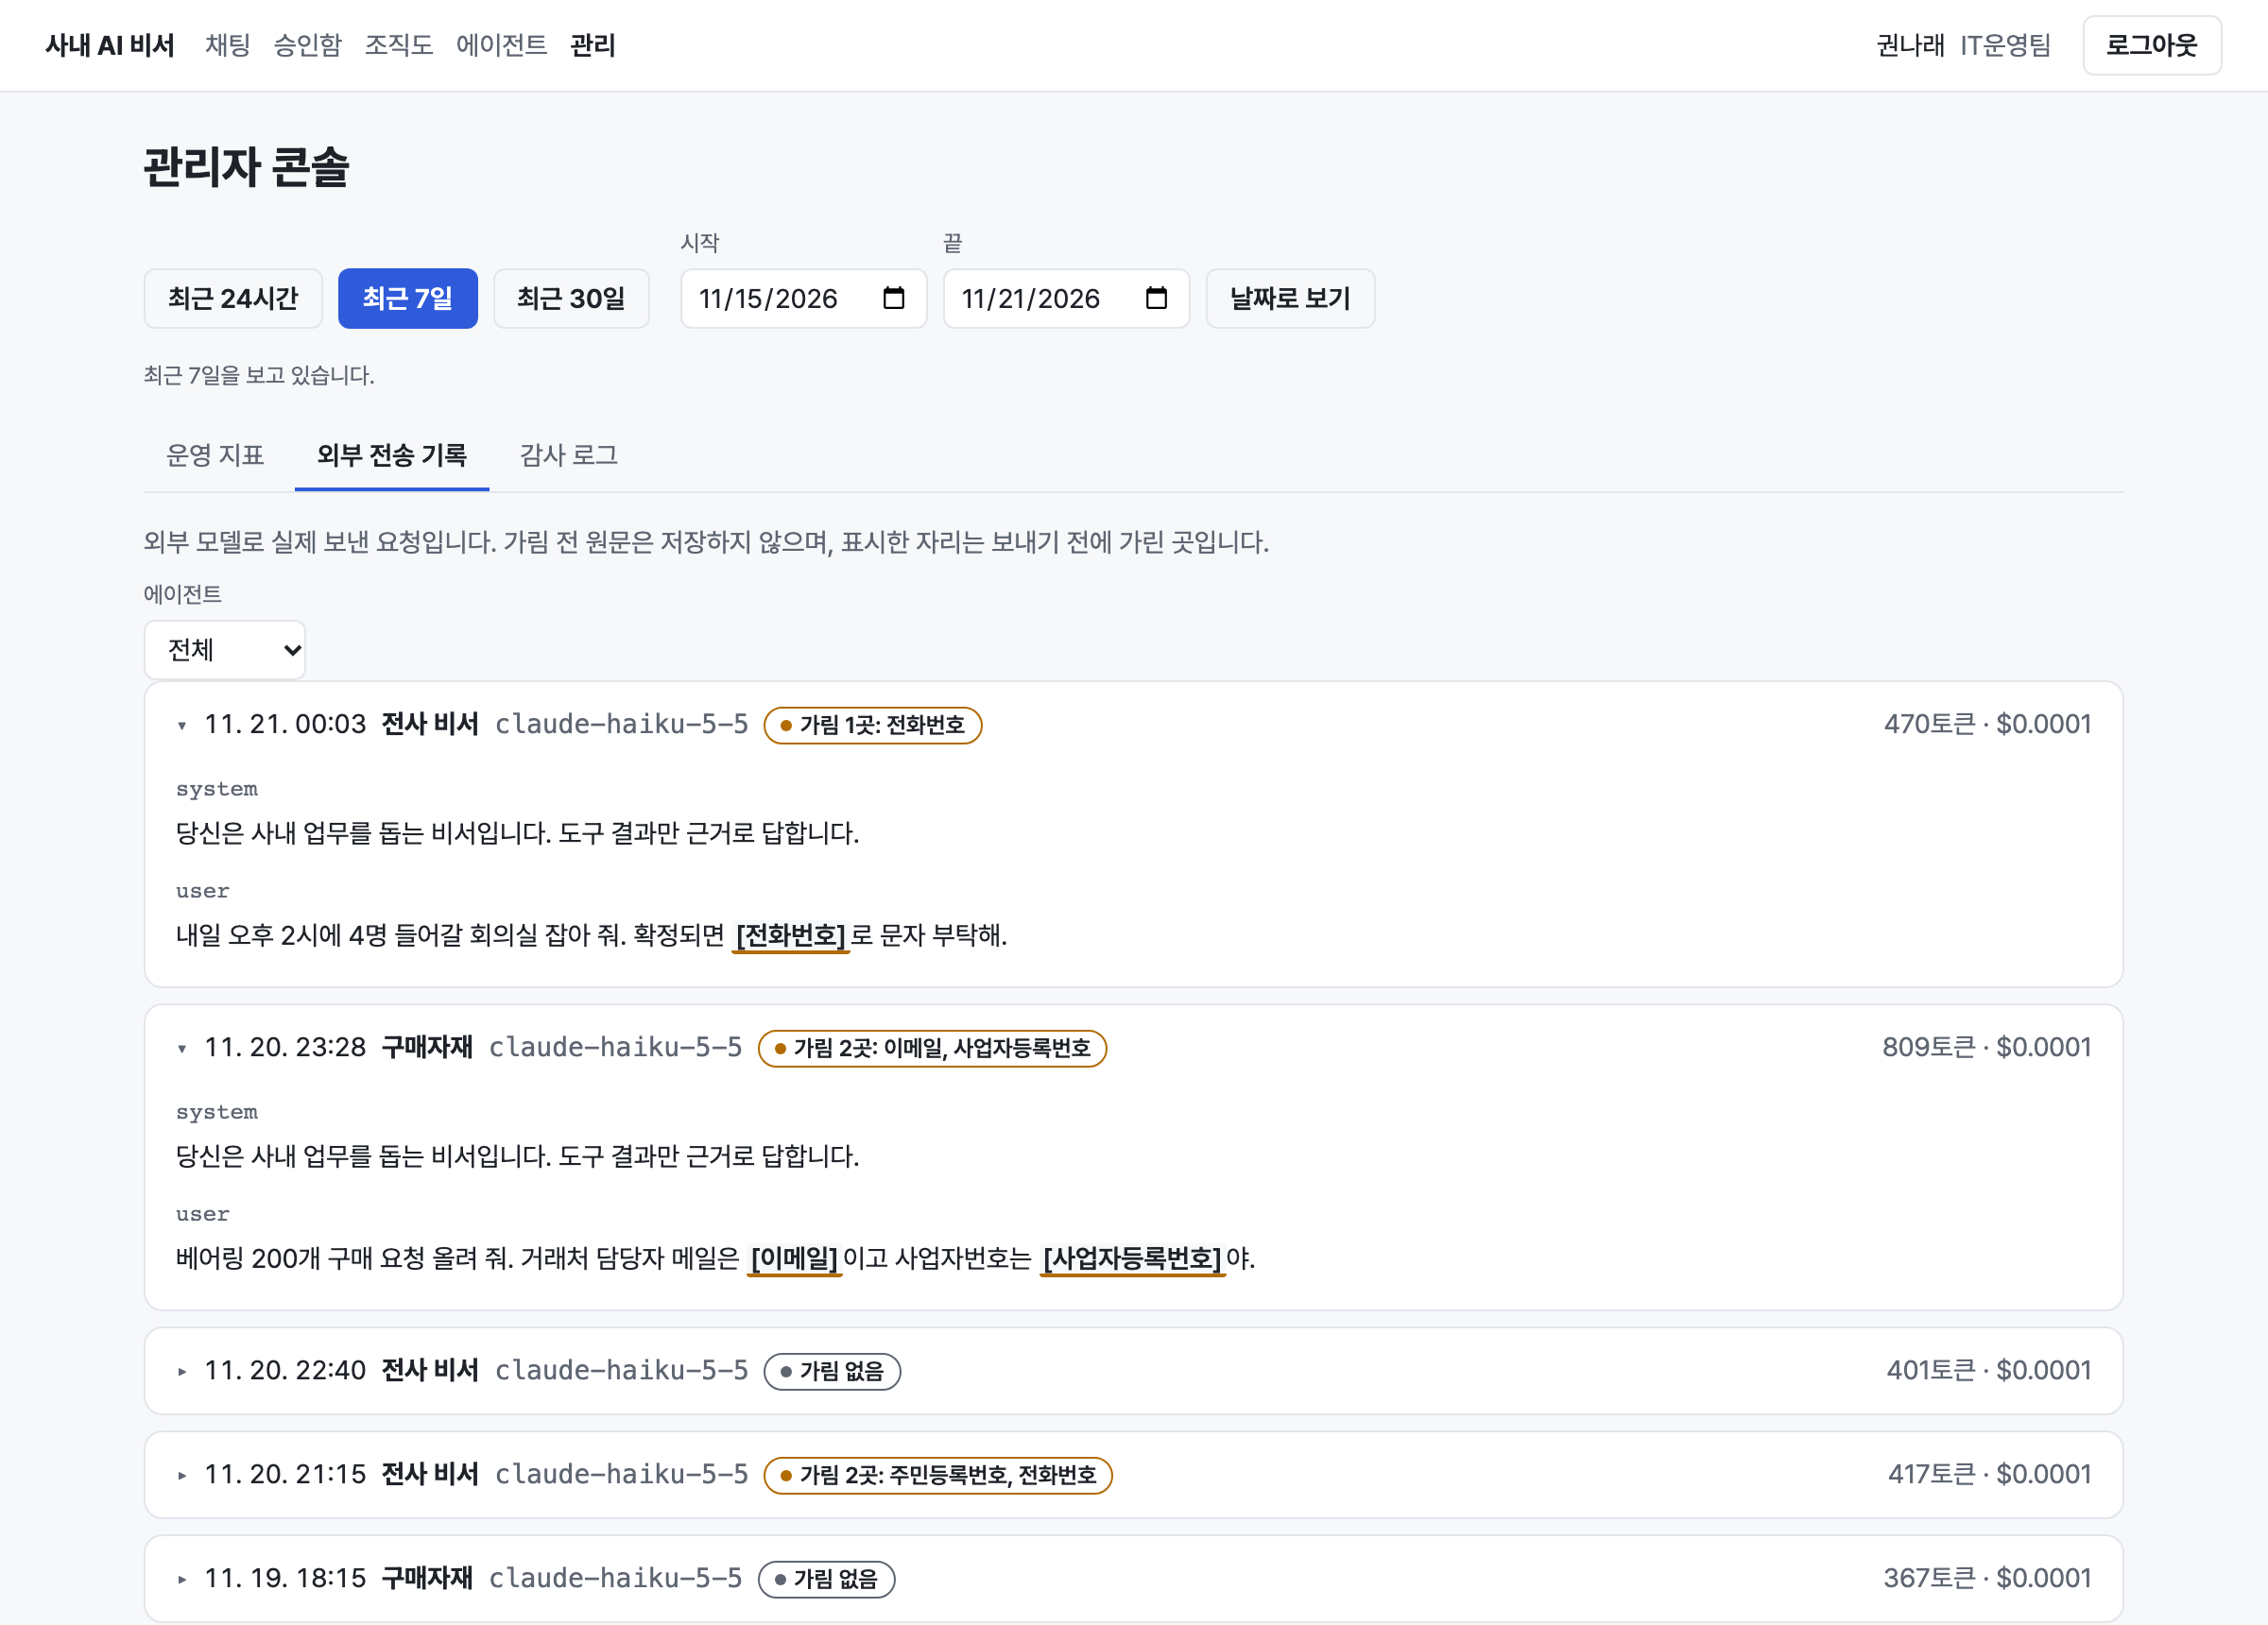 사내 AI 비서 채팅 승인함 조직도 에이전트 관리 권나래 IT운영팀 로그아웃
관리자 콘솔
시작 끝
최근 24시간 최근 7일 최근 30일 11/15/2026 11/21/2026 날짜로 보기
최근 7일을 보고 있습니다.
운영 지표 외부 전송 기록 감사 로그
외부 모델로 실제 보낸 요청입니다. 가림 전 원문은 저장하지 않으며, 표시한 자리는 보내기 전에 가린 곳입니다.
에이전트
전체
11. 21. 00:03 전사 비서 claude-haiku-5-5 가림 1곳: 전화번호 470토큰 · $0.0001
system
당신은 사내 업무를 돕는 비서입니다. 도구 결과만 근거로 답합니다.
user
내일 오후 2시에 4명 들어갈 회의실 잡아 줘. 확정되면 [전화번호]로 문자 부탁해.
11. 20. 23:28 구매자재 claude-haiku-5-5 가림 2곳: 이메일, 사업자등록번호 809토큰 · $0.0001
system
당신은 사내 업무를 돕는 비서입니다. 도구 결과만 근거로 답합니다.
user
베어링 200개 구매 요청 올려 줘. 거래처 담당자 메일은 [이메일]이고 사업자번호는 [사업자등록번호]야.
11. 20. 22:40 전사 비서 claude-haiku-5-5 가림 없음 401토큰 · $0.0001
11. 20. 21:15 전사 비서 claude-haiku-5-5 가림 2곳: 주민등록번호, 전화번호 417토큰 · $0.0001
11. 19. 18:15 구매자재 claude-haiku-5-5 가림 없음 367토큰 · $0.0001